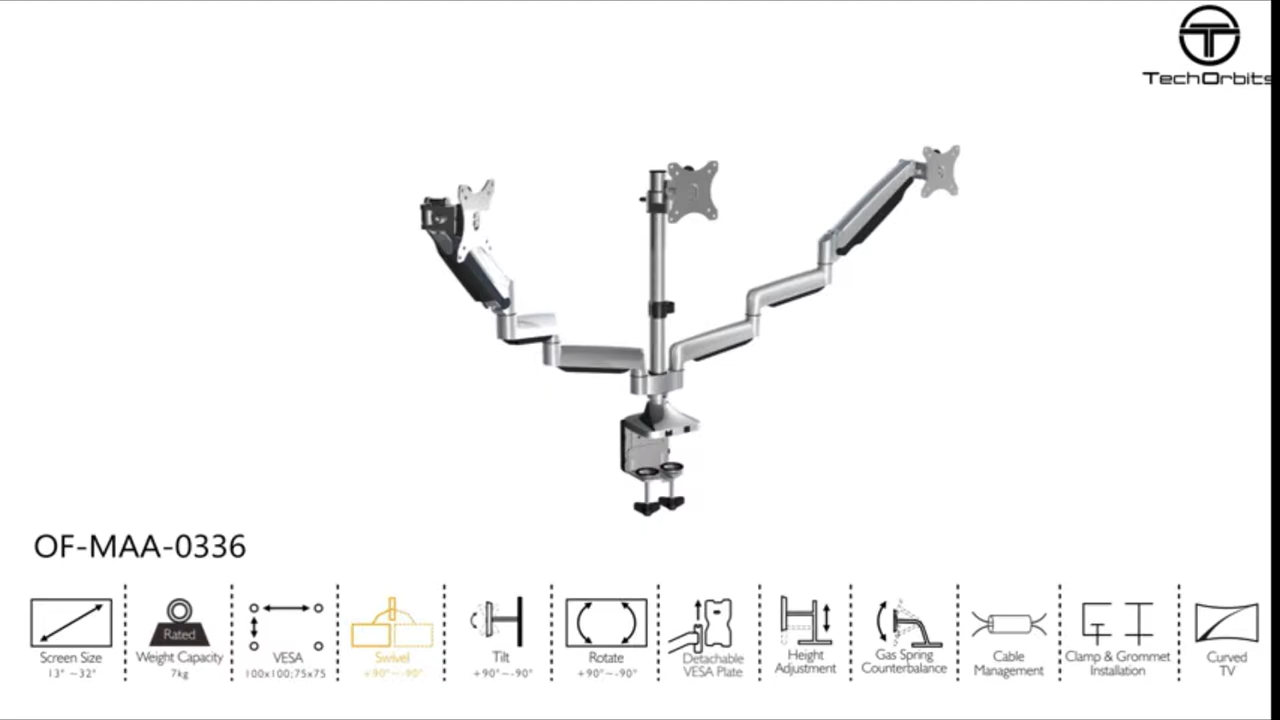 TechOrbits
OF-MAA-0336
Rated
Screen Size
13" ~32"
Weight Capacity
7kg
VESA
100x100;75x75
Swivel
+90°~-90°
Tilt
+90°~-90°
Rotate
+90°~-90°
Detachable
VESA Plate
Height
Adjustment
Gas Spring
Counterbalance
Cable
Management
Clamp & Grommet
Installation
Curved
TV